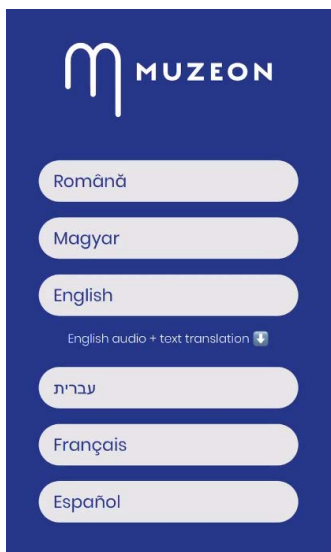 MUZEON
Română
Magyar
English
English audio + text translation ⬇️
עברית
Français
Español